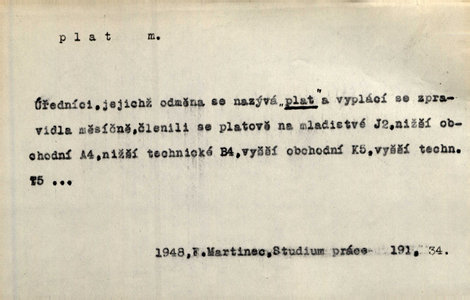 plat m.
Úředníci,jejichž odměna se nazývá „plat" a vyplácí se zpra-
vidla měsíčně,členili se platově na mladistvé J2,nižší ob-
chodní A4,nižší technické B4,vyšší obchodní K5,vyšší techn.
T5 ...
1948,F.Martinec,Studium práce 191, 34.